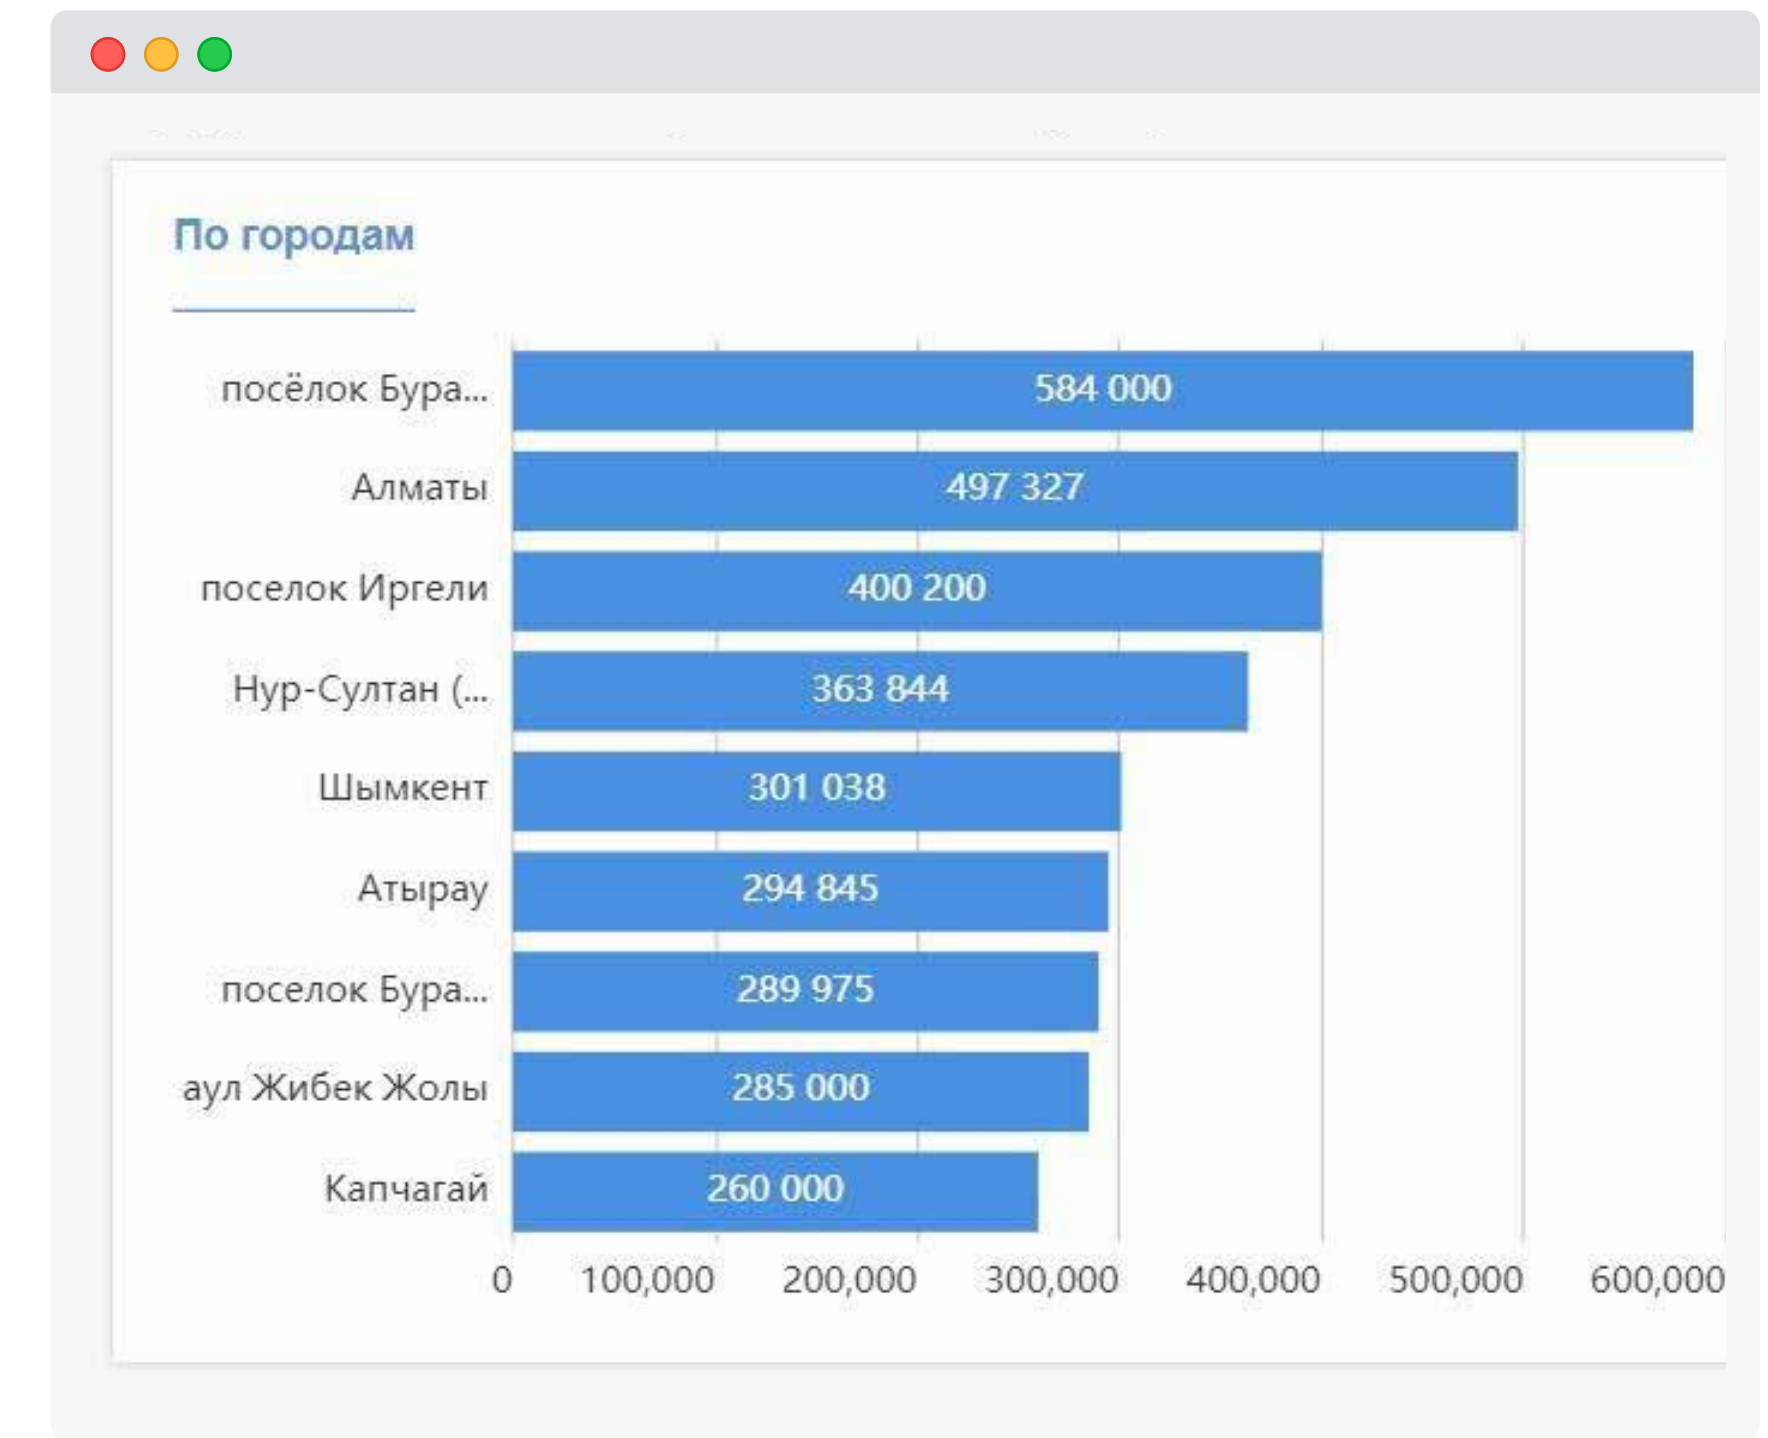 По городам
посёлок Бура... 584 000
Алматы 497 327
поселок Иргели 400 200
Нур-Султан (... 363 844
Шымкент 301 038
Атырау 294 845
поселок Бура... 289 975
аул Жибек Жолы 285 000
Капчагай 260 000
0 100,000 200,000 300,000 400,000 500,000 600,000